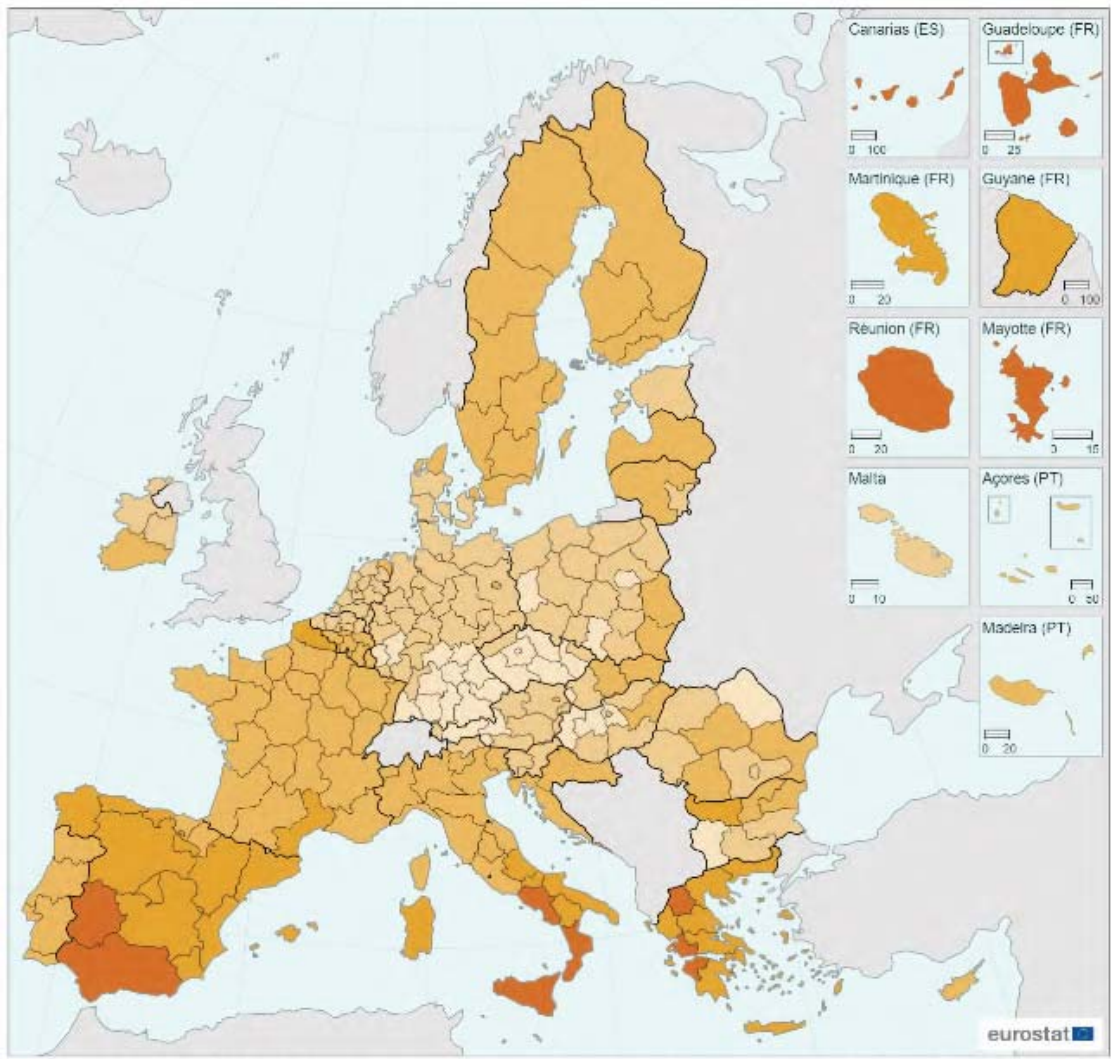 Canarias (ES)
0 100
Guadeloupe (FR)
0 25
Martinique (FR)
0 20
Guyane (FR)
0 100
Réunion (FR)
0 20
Mayotte (FR)
0 15
Malta
0 10
Açores (PT)
0 50
Madeira (PT)
0 20
eurostat